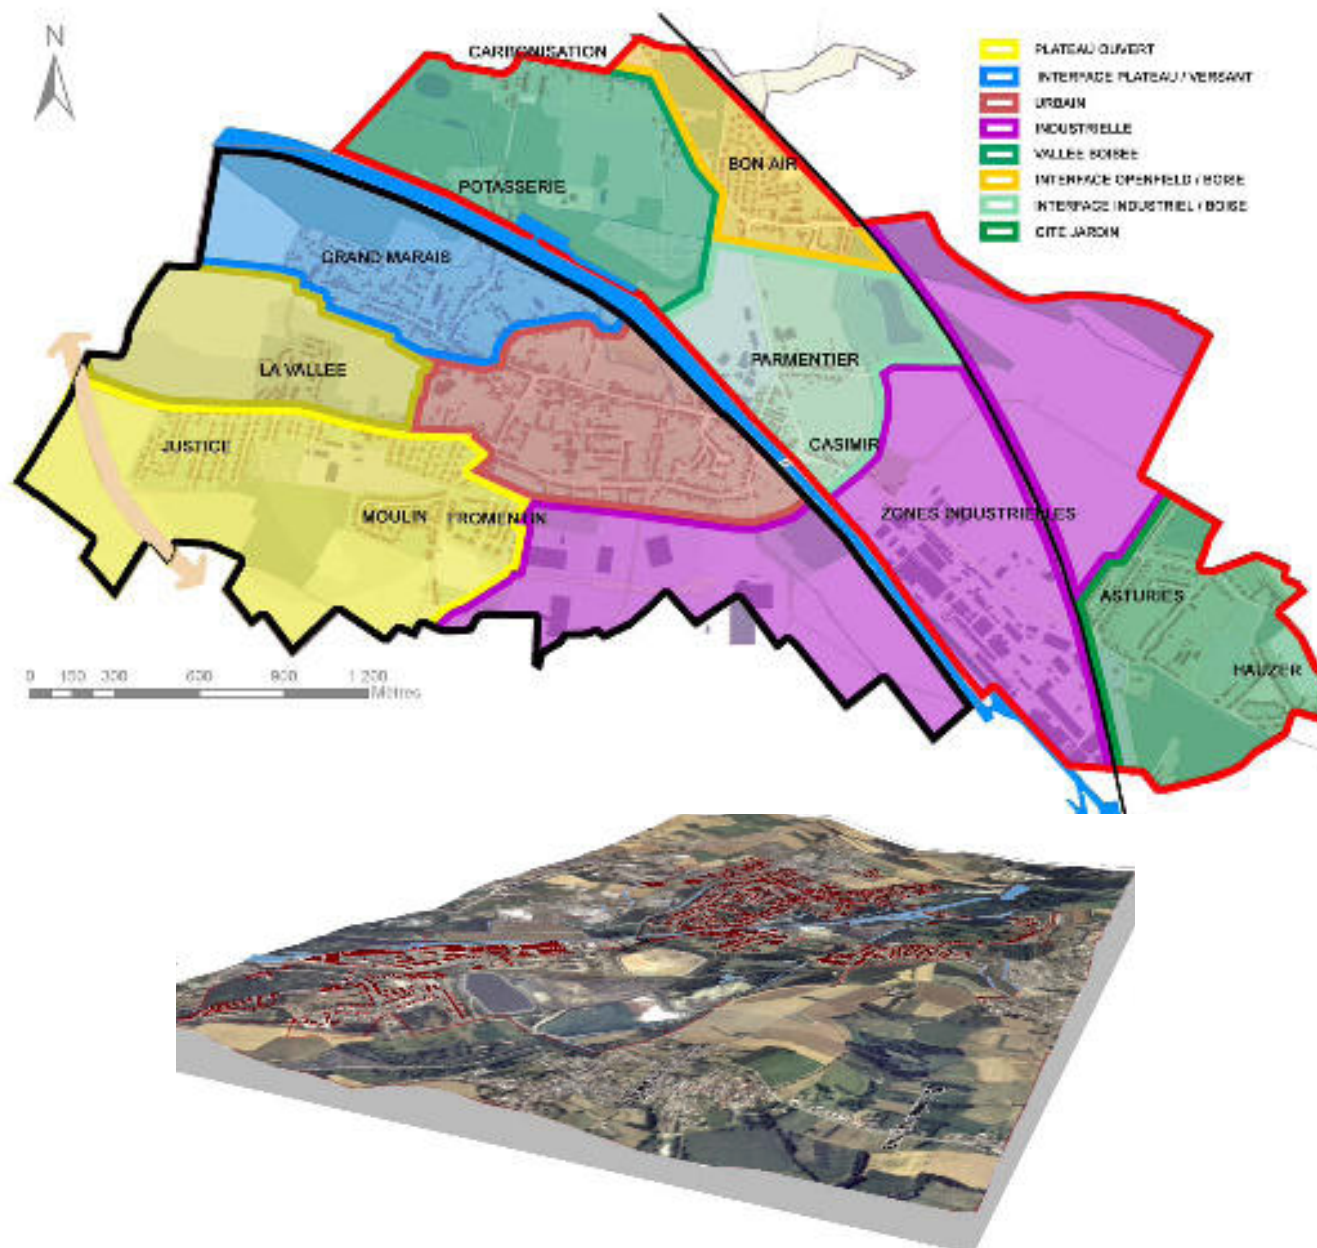 N
CARBONISATION
PLATEAU OUVERT
INTERFACE PLATEAU / VERSANT
URBAIN
INDUSTRIELLE
VALLEE BOISEE
INTERFACE OPENFIELD / BOISE
INTERFACE INDUSTRIEL / BOISE
CITE JARDIN
BON AIR
POTASSERIE
GRAND MARAIS
PARMENTIER
LA VALLEE
JUSTICE
CASIMIR
MOULIN
FROMENTIN
ZONES INDUSTRIELLES
ASTURIES
HAUZER
0 150 300 600 900 1 200
Mètres